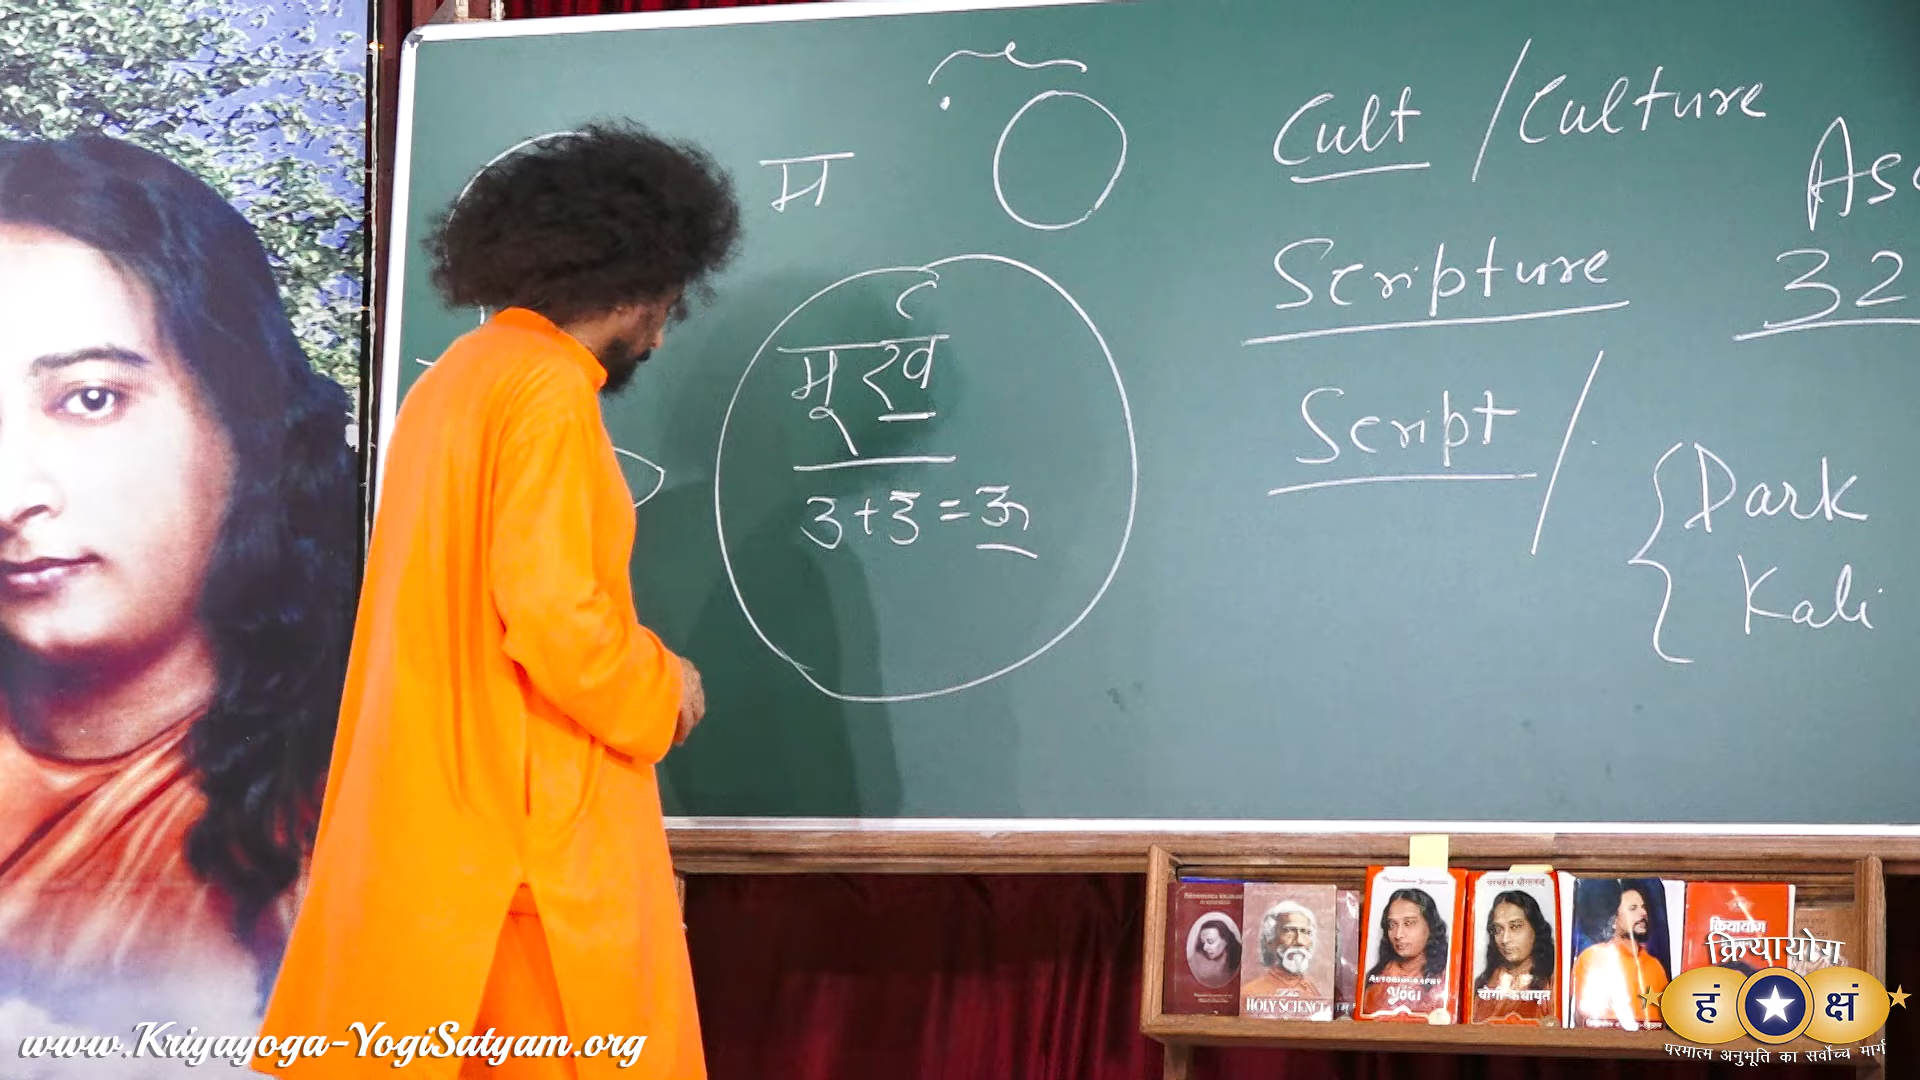 म
Cult / Culture
As
Scripture
32
मूर्ख
उ+उ=ऊ
Script /
Dark
Kali
HOLY SCIENCE
AUTOBIOGRAPHY
YOGI
योगी कथामृत
क्रियायोग
क्रियायोग
हं क्षं
परमात्म अनुभूति का सर्वोच्च मार्ग
www.Kriyayoga-YogiSatyam.org